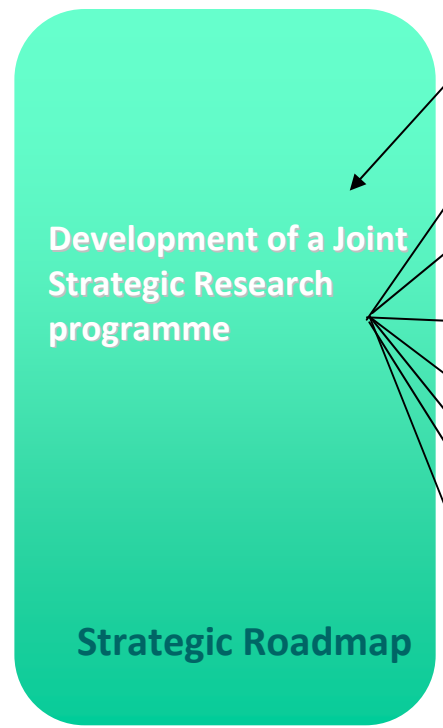 Development of a Joint
Strategic Research
programme
Strategic Roadmap